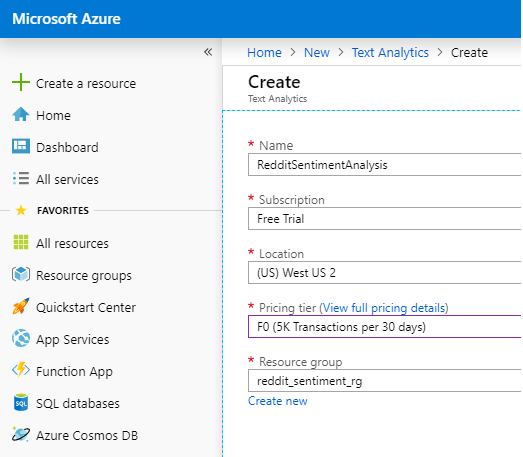 Microsoft Azure
«
Home > New > Text Analytics > Create
Create
Text Analytics
Create a resource
Home
Dashboard
All services
FAVORITES
All resources
Resource groups
Quickstart Center
App Services
Function App
SQL databases
Azure Cosmos DB
* Name
RedditSentimentAnalysis
* Subscription
Free Trial
* Location
(US) West US 2
* Pricing tier (View full pricing details)
F0 (5K Transactions per 30 days)
* Resource group
reddit_sentiment_rg
Create new